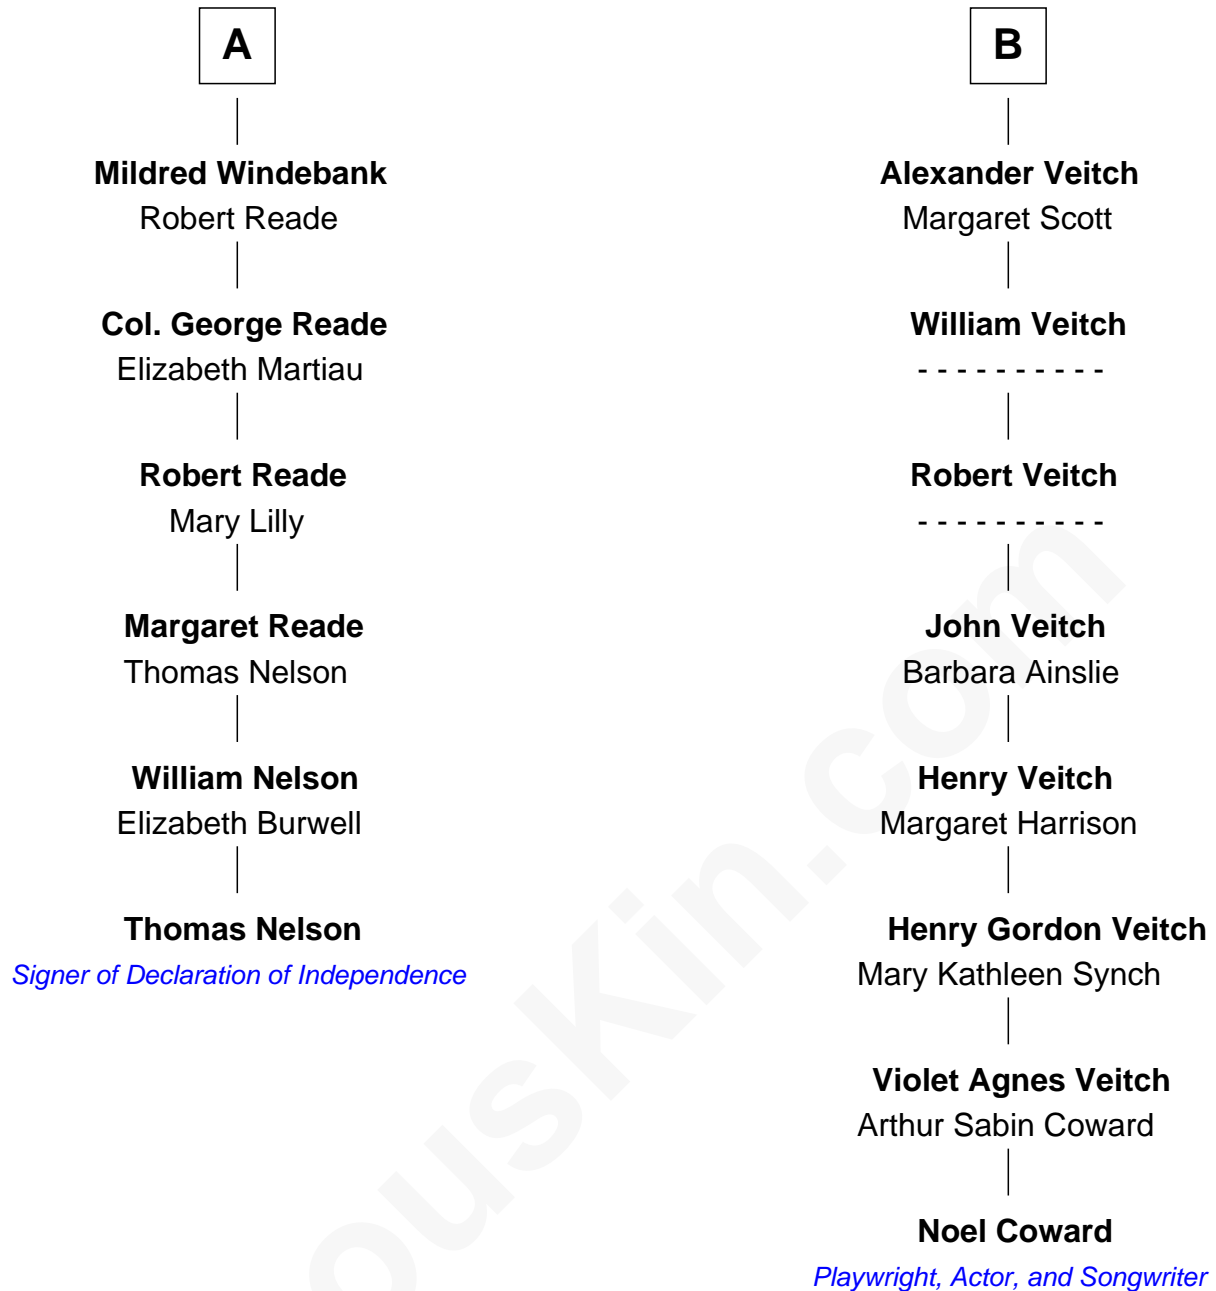 A
Mildred Windebank
Robert Reade
Col. George Reade
Elizabeth Martiau
Robert Reade
Mary Lilly
Margaret Reade
Thomas Nelson
William Nelson
Elizabeth Burwell
Thomas Nelson
Signer of Declaration of Independence
B
Alexander Veitch
Margaret Scott
William Veitch
- - - - - - - - - -
Robert Veitch
- - - - - - - - - -
John Veitch
Barbara Ainslie
Henry Veitch
Margaret Harrison
Henry Gordon Veitch
Mary Kathleen Synch
Violet Agnes Veitch
Arthur Sabin Coward
Noel Coward
Playwright, Actor, and Songwriter
ousKin.com